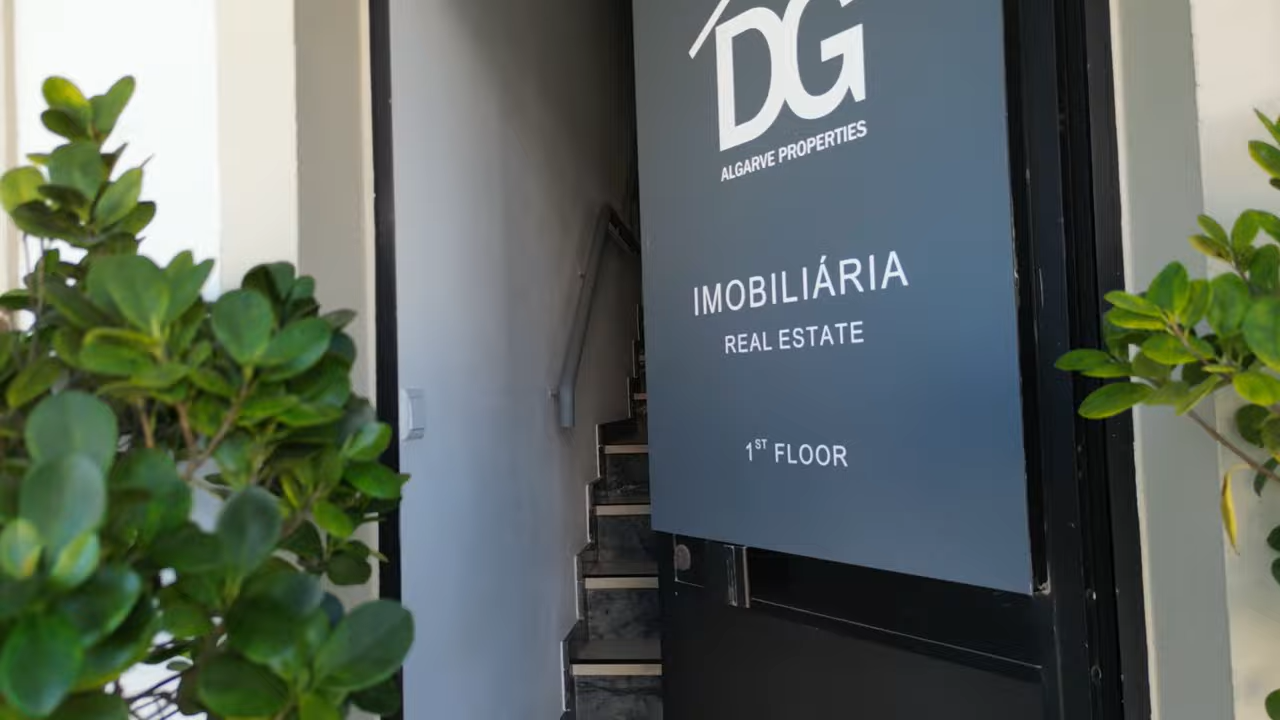 DG
ALGARVE PROPERTIES
IMOBILIÁRIA
REAL ESTATE
1ST FLOOR